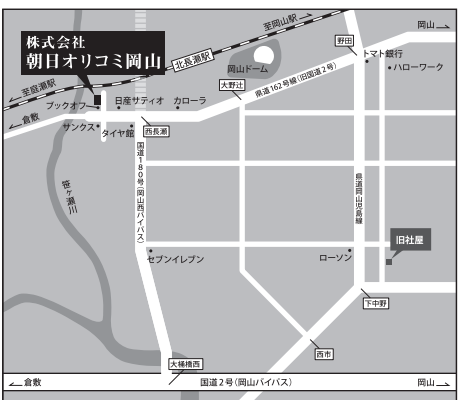 至岡山駅
岡山
株式会社
朝日オリコミ岡山
北長瀬駅
野田
トマト銀行
岡山ドーム
ハローワーク
大野辻
県道162号線(旧国道2号)
至庭瀬駅
ブックオフ
日産サティオ
カローラ
倉敷
サンクス
タイヤ館
西長瀬
国道180号(岡山西バイパス)
笹ヶ瀬川
県道岡山児島線
旧社屋
セブンイレブン
ローソン
下中野
西市
大樋橋西
倉敷
国道2号(岡山バイパス)
岡山